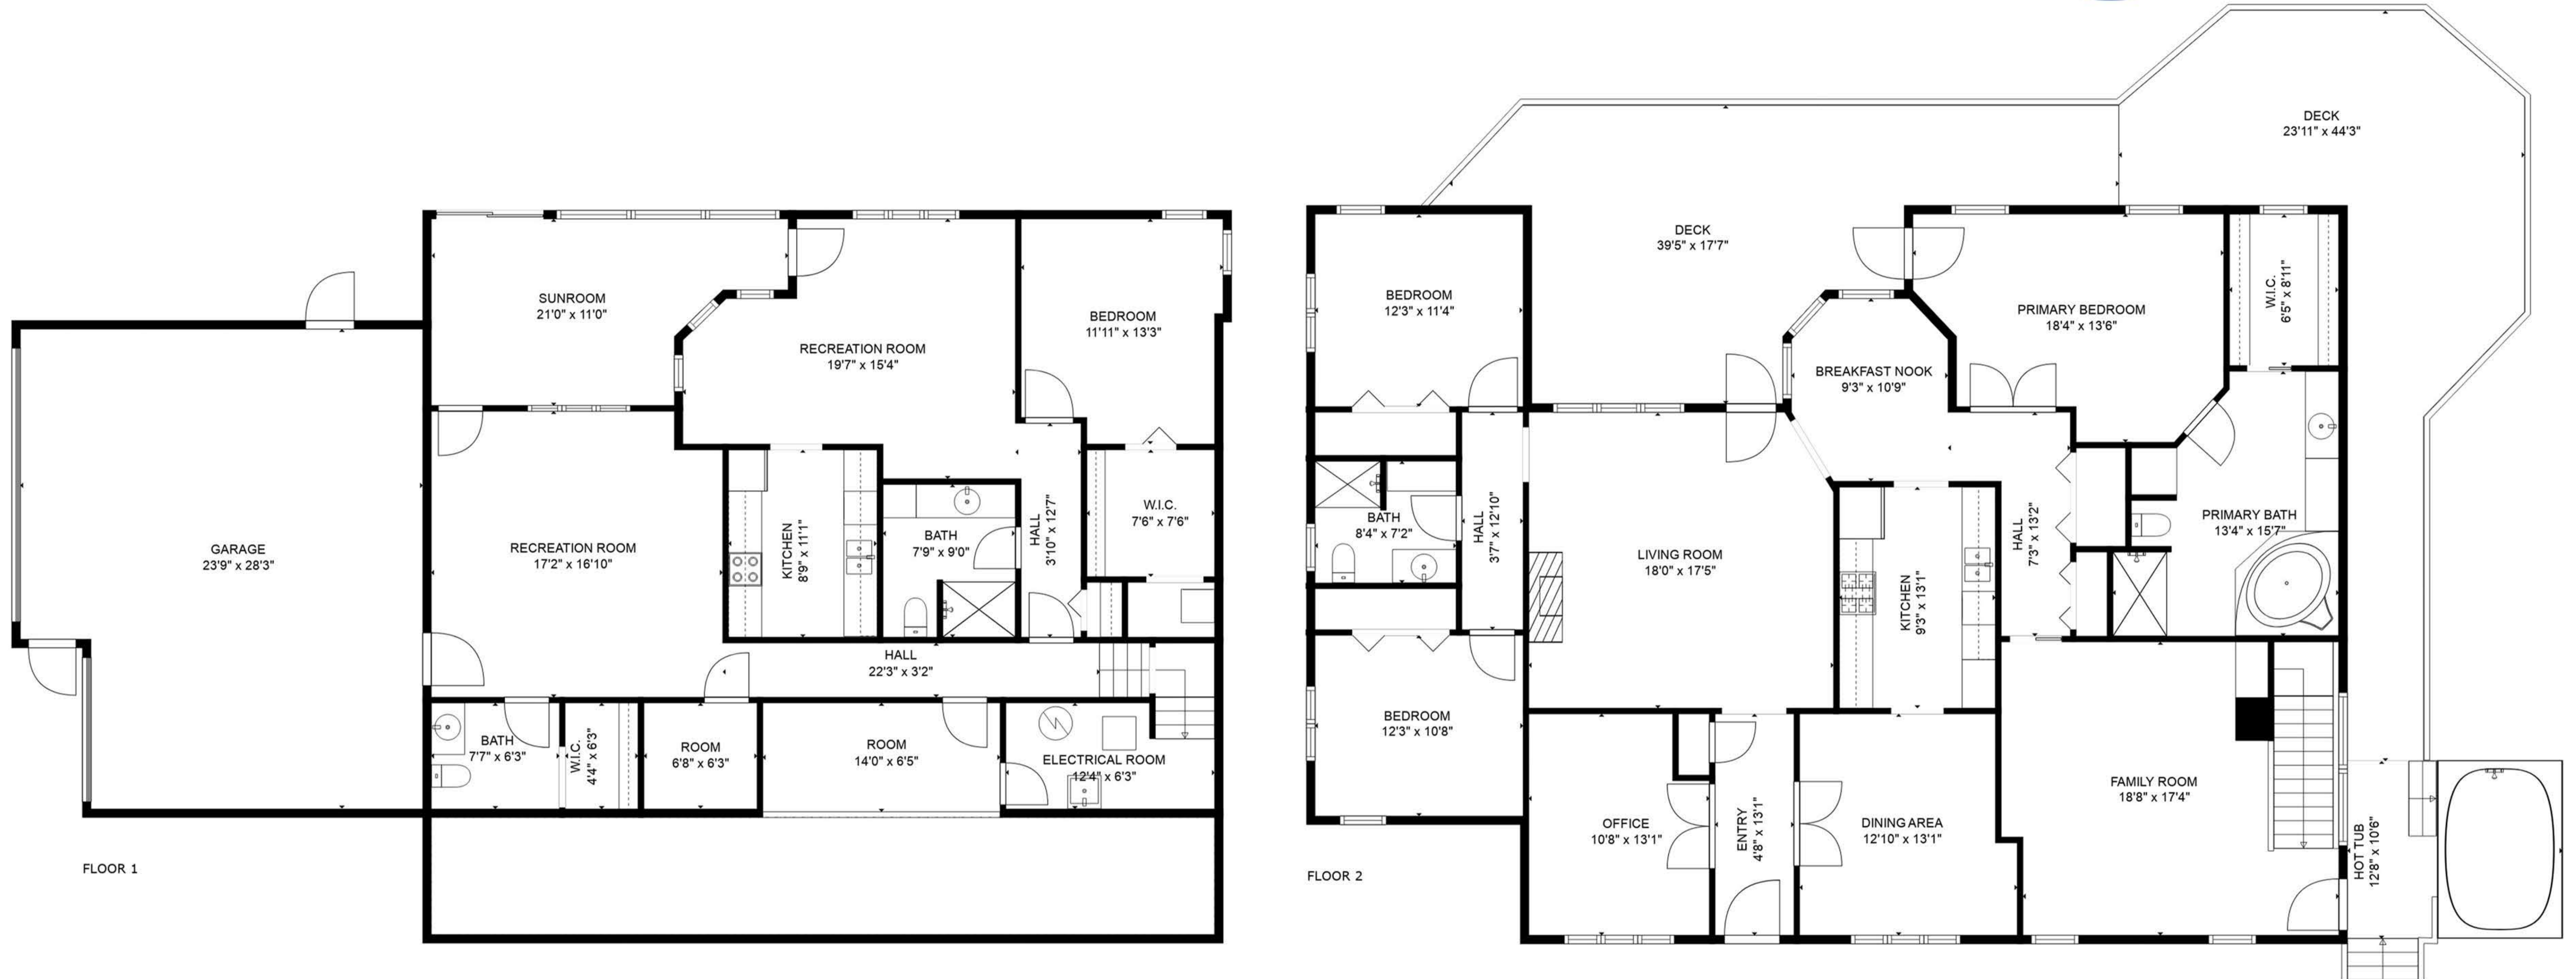 SUNROOM
21'0" x 11'0"
RECREATION ROOM
19'7" x 15'4"
BEDROOM
11'11" x 13'3"
GARAGE
23'9" x 28'3"
RECREATION ROOM
17'2" x 16'10"
KITCHEN
8'9" x 11'1"
BATH
7'9" x 9'0"
HALL
3'10" x 12'7"
W.I.C.
7'6" x 7'6"
HALL
22'3" x 3'2"
BATH
7'7" x 6'3"
W.I.C.
4'4" x 6'3"
ROOM
6'8" x 6'3"
ROOM
14'0" x 6'5"
ELECTRICAL ROOM
12'4" x 6'3"
FLOOR 1
DECK
23'11" x 44'3"
DECK
39'5" x 17'7"
BEDROOM
12'3" x 11'4"
PRIMARY BEDROOM
18'4" x 13'6"
W.I.C.
6'5" x 8'11"
BREAKFAST NOOK
9'3" x 10'9"
BATH
8'4" x 7'2"
HALL
3'7" x 12'10"
LIVING ROOM
18'0" x 17'5"
KITCHEN
9'3" x 13'1"
HALL
7'3" x 13'2"
PRIMARY BATH
13'4" x 15'7"
BEDROOM
12'3" x 10'8"
OFFICE
10'8" x 13'1"
ENTRY
4'8" x 13'1"
DINING AREA
12'10" x 13'1"
FAMILY ROOM
18'8" x 17'4"
HOT TUB
12'8" x 10'6"
FLOOR 2